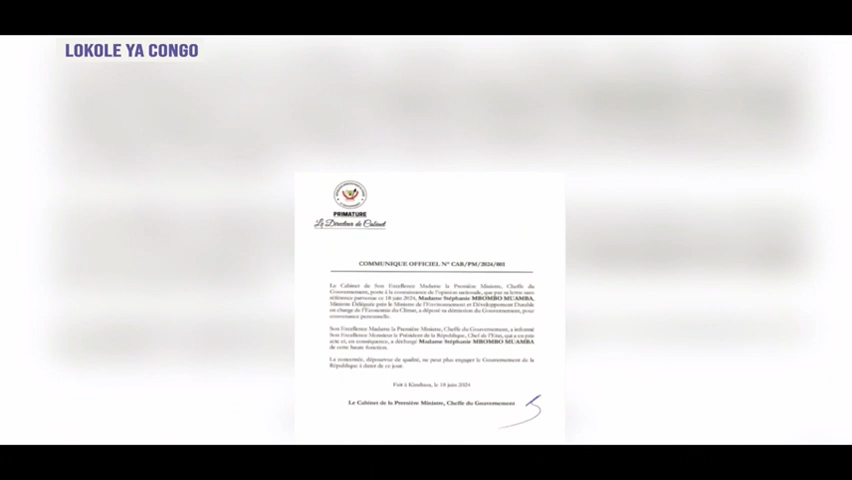 LOKOLE YA CONGO
PRIMATURE
Le Directeur de Cabinet
COMMUNIQUE OFFICIEL N° CAB/PM/2024/001
Le Cabinet de Son Excellence Madame la Première Ministre, Cheffe du
Gouvernement, porte à la connaissance de l'opinion nationale, que par sa lettre sans
référence parvenue ce 18 juin 2024, Madame Stéphanie MBOMBO MUAMBA,
Ministre Déléguée près le Ministre de l'Environnement et Développement Durable
en charge de l'Economie du Climat, a déposé sa démission du Gouvernement, pour
convenance personnelle.
Son Excellence Madame la Première Ministre, Cheffe du Gouvernement, a informé
Son Excellence Monsieur le Président de la République, Chef de l'Etat, qui a en pris
acte et, en conséquence, a déchargé Madame Stéphanie MBOMBO MUAMBA
de cette haute fonction.
La concernée, dépourvue de qualité, ne peut plus engager le Gouvernement de la
République à dater de ce jour.
Fait à Kinshasa, le 18 juin 2024
Le Cabinet de la Première Ministre, Cheffe du Gouvernement